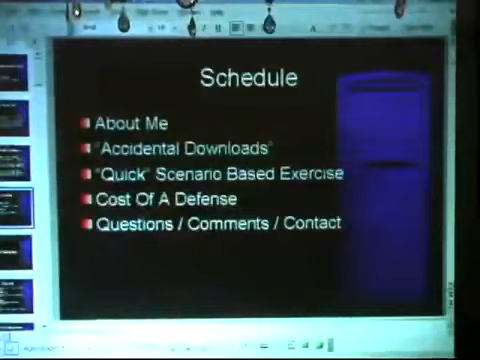 Schedule
About Me
"Accidental Downloads"
"Quick" Scenario Based Exercise
Cost Of A Defense
Questions / Comments / Contact